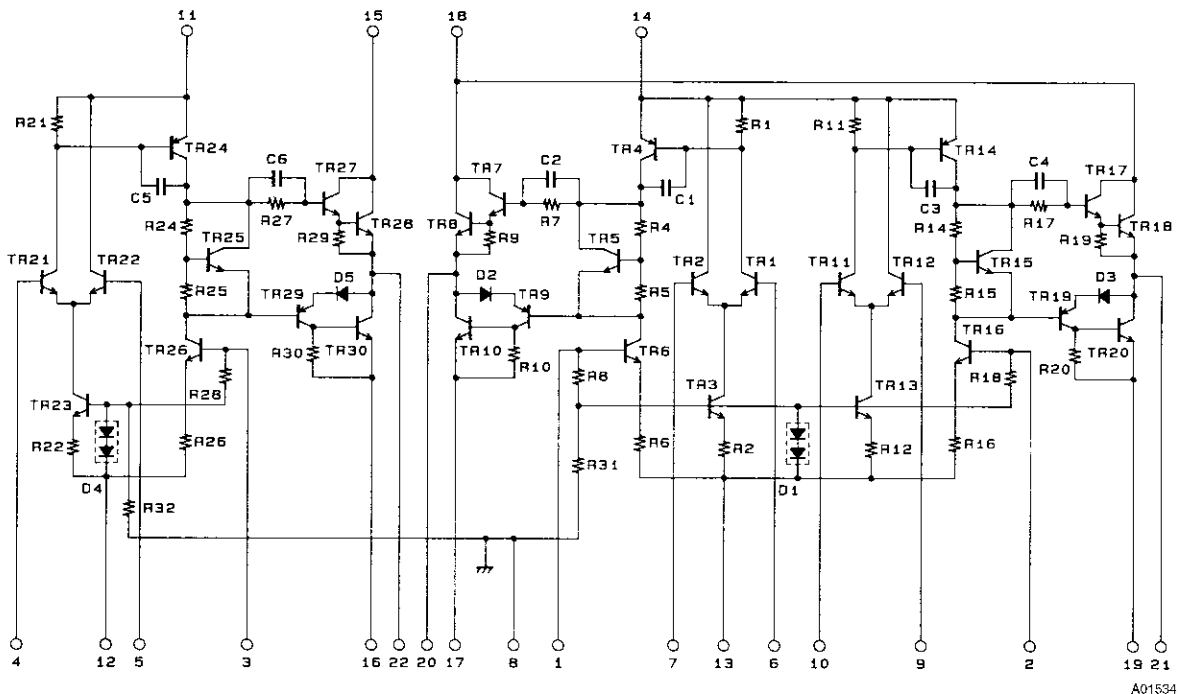 11
15
18
14
R21
R1
R11
TR24
TR4
TR14
C6
TR27
TR7
C2
C4
TR17
C5
C1
C3
R27
R7
R17
R24
R29
TR28
TR8
R9
R4
R14
R19
TR18
TR25
TR5
TR15
TR21
TR22
TR2
TR1
TR11
TR12
D5
D2
D3
R25
TR29
TR9
R5
R15
TR19
TR26
TR30
R30
TR10
R10
TR6
TR16
R20
TR20
R28
R8
R18
TR23
TR3
TR13
R22
R26
R6
R2
R12
R16
D4
R31
D1
R32
4
12
5
3
16
22
20
17
8
1
7
13
6
10
9
2
19
21
A01534